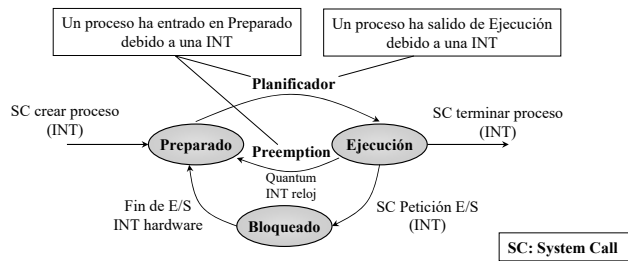 Un proceso ha entrado en Preparado
debido a una INT
Un proceso ha salido de Ejecución
debido a una INT
Planificador
SC crear proceso
(INT)
SC terminar proceso
(INT)
Preparado
Preemption
Ejecución
Quantum
INT reloj
Fin de E/S
INT hardware
SC Petición E/S
(INT)
Bloqueado
SC: System Call